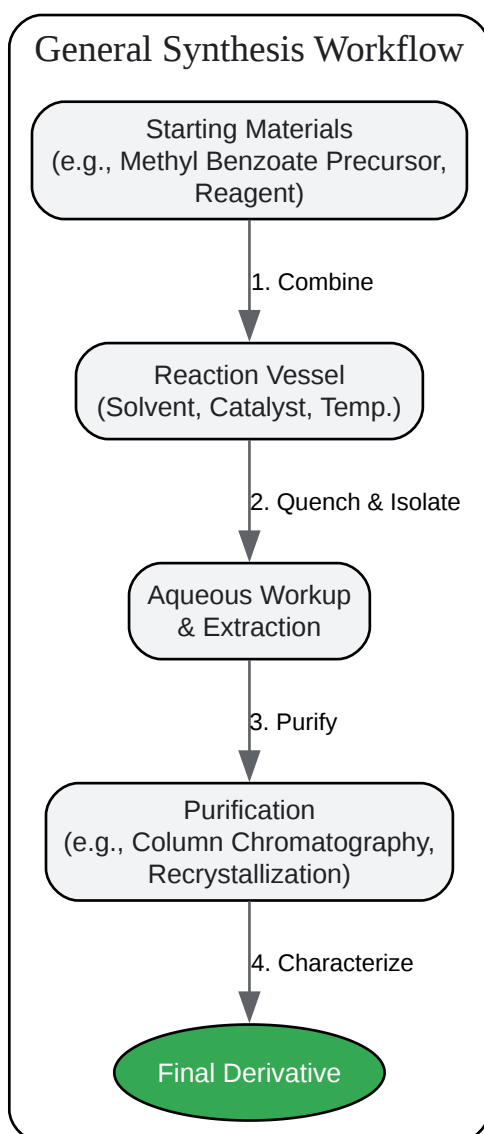 General Synthesis Workflow
Starting Materials
(e.g., Methyl Benzoate Precursor,
Reagent)
1. Combine
Reaction Vessel
(Solvent, Catalyst, Temp.)
2. Quench & Isolate
Aqueous Workup
& Extraction
3. Purify
Purification
(e.g., Column Chromatography,
Recrystallization)
4. Characterize
Final Derivative